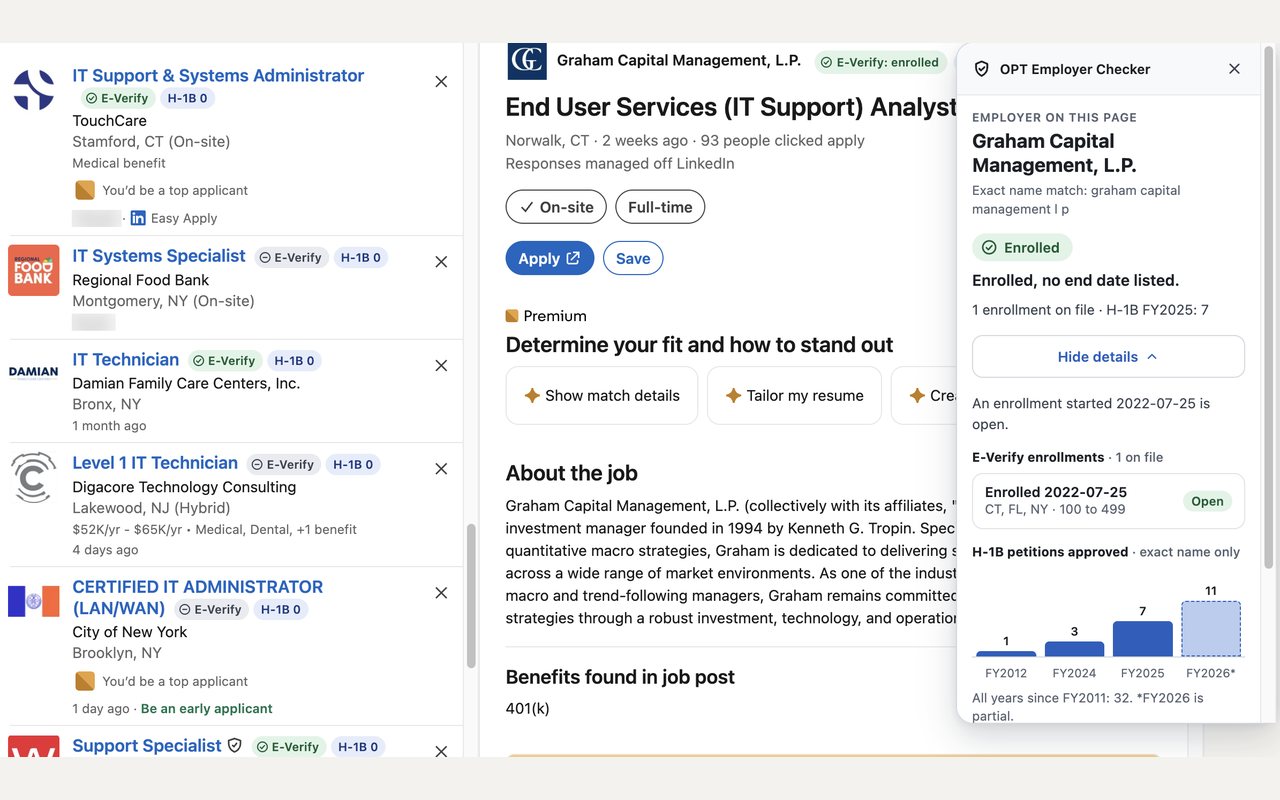 IT Support & Systems Administrator
E-Verify H-1B 0
TouchCare
Stamford, CT (On-site)
Medical benefit
You'd be a top applicant
· in Easy Apply
REGIONAL
FOOD
BANK
IT Systems Specialist E-Verify H-1B 0
Regional Food Bank
Montgomery, NY (On-site)
DAMIAN
IT Technician E-Verify H-1B 0
Damian Family Care Centers, Inc.
Bronx, NY
1 month ago
Level 1 IT Technician E-Verify H-1B 0
Digacore Technology Consulting
Lakewood, NJ (Hybrid)
$52K/yr - $65K/yr • Medical, Dental, +1 benefit
4 days ago
CERTIFIED IT ADMINISTRATOR
(LAN/WAN) E-Verify H-1B 0
City of New York
Brooklyn, NY
You'd be a top applicant
1 day ago · Be an early applicant
Support Specialist E-Verify H-1B 0
Graham Capital Management, L.P. E-Verify: enrolled
End User Services (IT Support) Analyst
Norwalk, CT · 2 weeks ago · 93 people clicked apply
Responses managed off LinkedIn
On-site Full-time
Apply Save
Premium
Determine your fit and how to stand out
Show match details Tailor my resume Crea
About the job
Graham Capital Management, L.P. (collectively with its affiliates, "
investment manager founded in 1994 by Kenneth G. Tropin. Spec
quantitative macro strategies, Graham is dedicated to delivering s
across a wide range of market environments. As one of the indust
macro and trend-following managers, Graham remains committed
strategies through a robust investment, technology, and operation
Benefits found in job post
401(k)
OPT Employer Checker
EMPLOYER ON THIS PAGE
Graham Capital
Management, L.P.
Exact name match: graham capital
management l p
Enrolled
Enrolled, no end date listed.
1 enrollment on file · H-1B FY2025: 7
Hide details
An enrollment started 2022-07-25 is
open.
E-Verify enrollments · 1 on file
Enrolled 2022-07-25
CT, FL, NY · 100 to 499
Open
H-1B petitions approved · exact name only
1 3 7 11
FY2012 FY2024 FY2025 FY2026*
All years since FY2011: 32. *FY2026 is
partial.